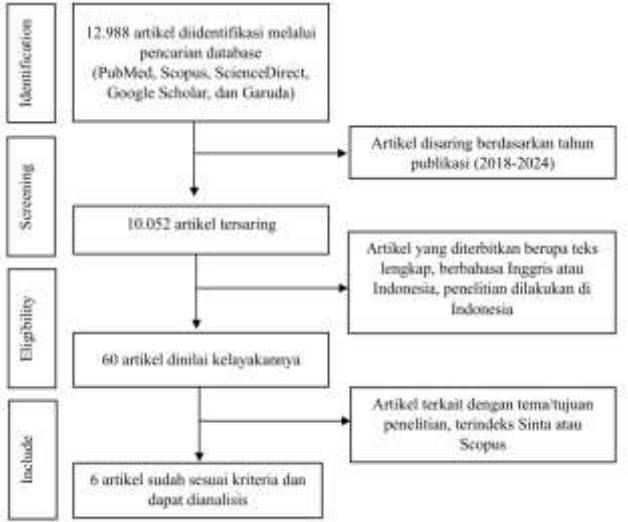 Identification
12.988 artikel diidentifikasi melalui
pencarian database
(PubMed, Scopus, ScienceDirect,
Google Scholar, dan Garuda)
Artikel disaring berdasarkan tahun
publikasi (2018-2024)
Screening
10.052 artikel tersaring
Artikel yang diterbitkan berupa teks
lengkap, berbahasa Inggris atau
Indonesia, penelitian dilakukan di
Indonesia
Eligibility
60 artikel dinilai kelayakannya
Artikel terkait dengan tema/tujuan
penelitian, terindeks Sinta atau
Scopus
Include
6 artikel sudah sesuai kriteria dan
dapat dianalisis